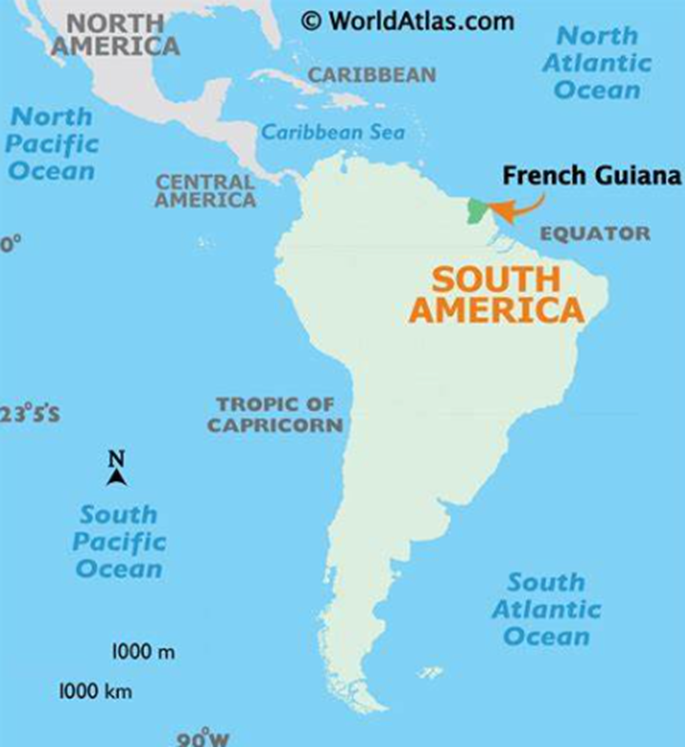 © WorldAtlas.com
NORTH
AMERICA
North
Atlantic
Ocean
CARIBBEAN
North
Pacific
Ocean
Caribbean Sea
French Guiana
CENTRAL
AMERICA
EQUATOR
0°
SOUTH
AMERICA
TROPIC OF
CAPRICORN
23°5'S
N
South
Pacific
Ocean
South
Atlantic
Ocean
1000 m
1000 km
90°W